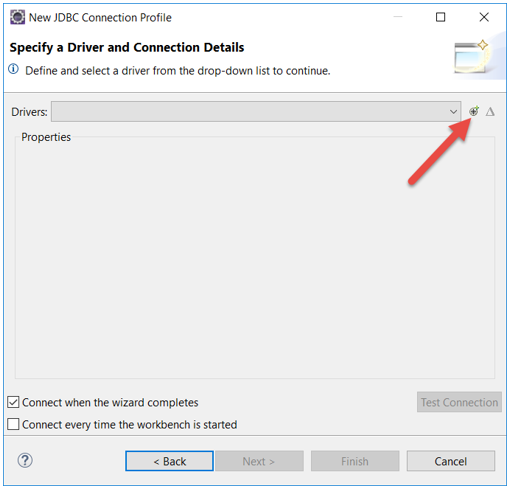 New JDBC Connection Profile
Specify a Driver and Connection Details
Define and select a driver from the drop-down list to continue.
Drivers:
Properties
Connect when the wizard completes
Test Connection
Connect every time the workbench is started
< Back
Next >
Finish
Cancel